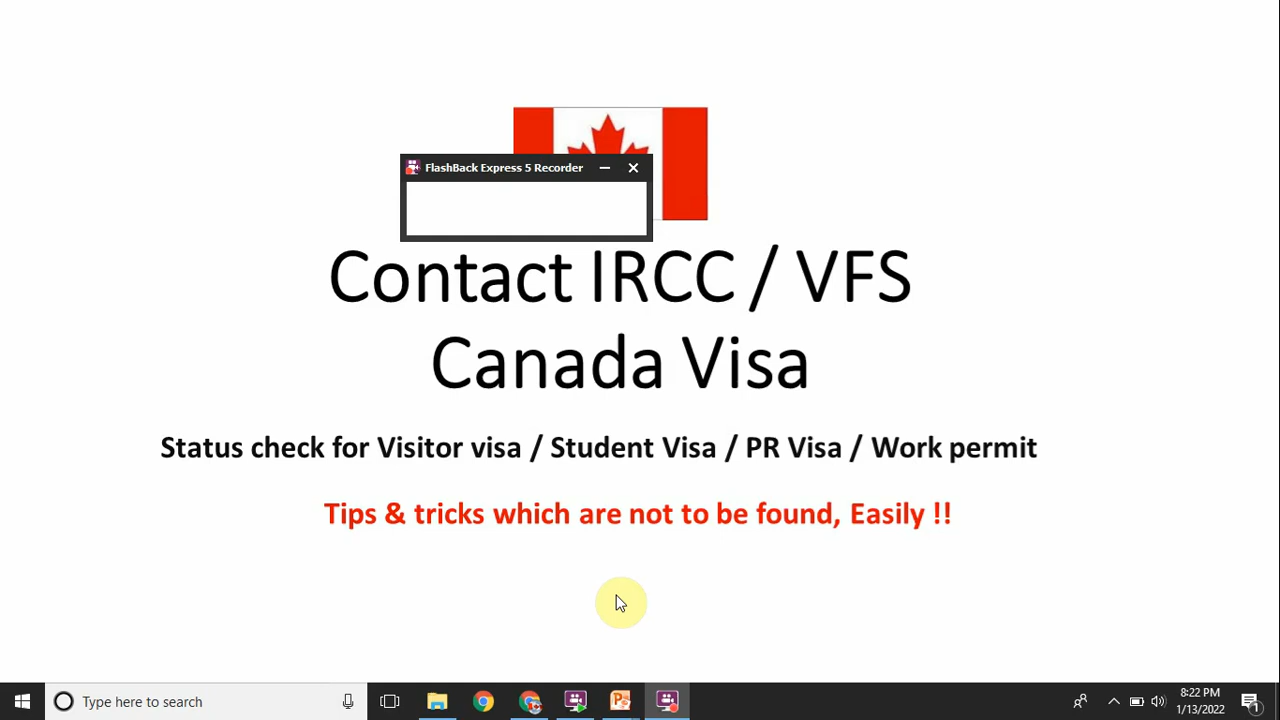 FlashBack Express 5 Recorder
Contact IRCC / VFS
Canada Visa
Status check for Visitor visa / Student Visa / PR Visa / Work permit
Tips & tricks which are not to be found, Easily !!
Type here to search
8:22 PM
1/13/2022
1